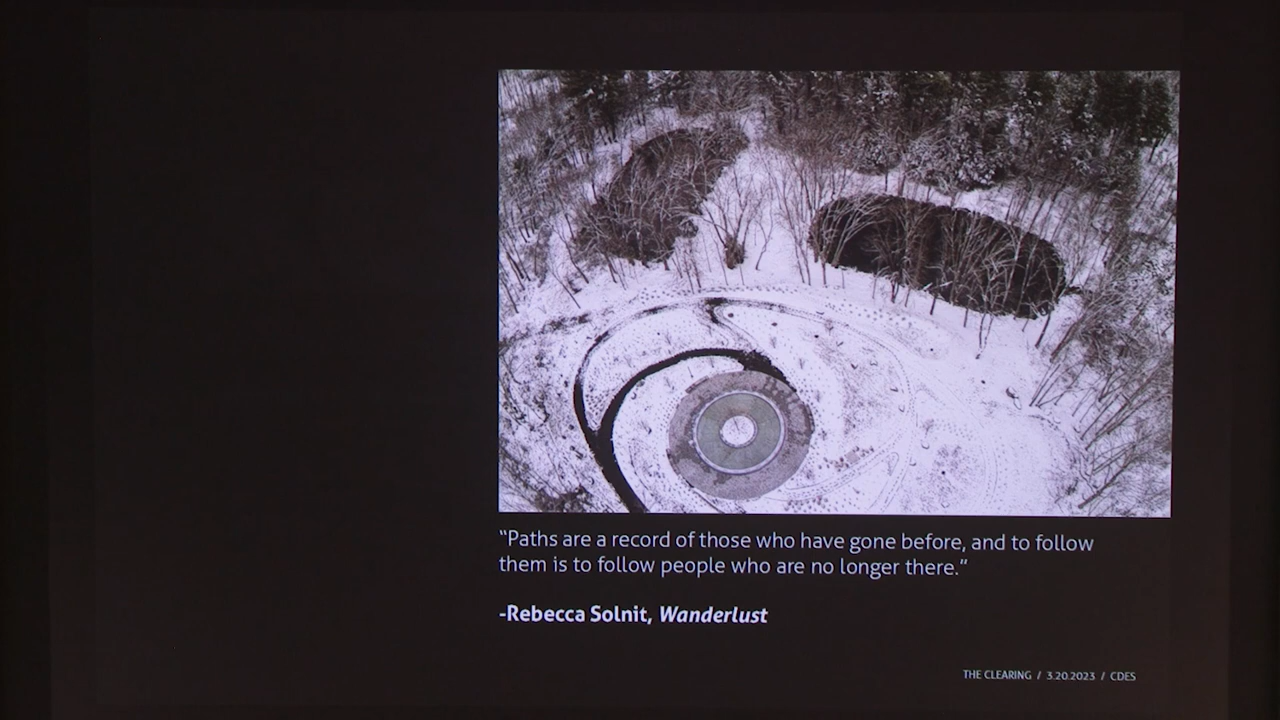 “Paths are a record of those who have gone before, and to follow
them is to follow people who are no longer there.”
-Rebecca Solnit, Wanderlust
THE CLEARING / 3.20.2023 / CDES